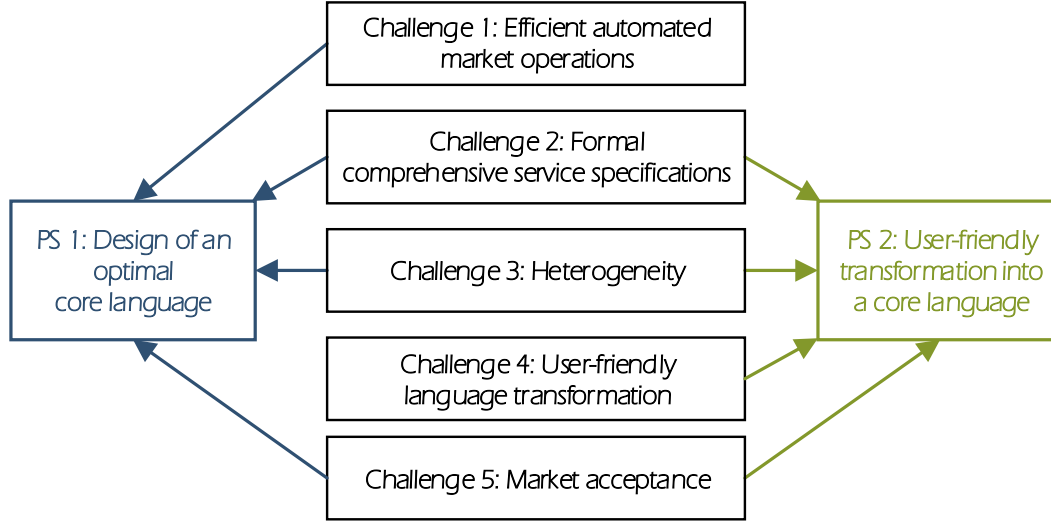 Challenge 1: Efficient automated
market operations
Challenge 2: Formal
comprehensive service specifications
PS 1: Design of an
optimal
core language
Challenge 3: Heterogeneity
PS 2: User-friendly
transformation into
a core language
Challenge 4: User-friendly
language transformation
Challenge 5: Market acceptance